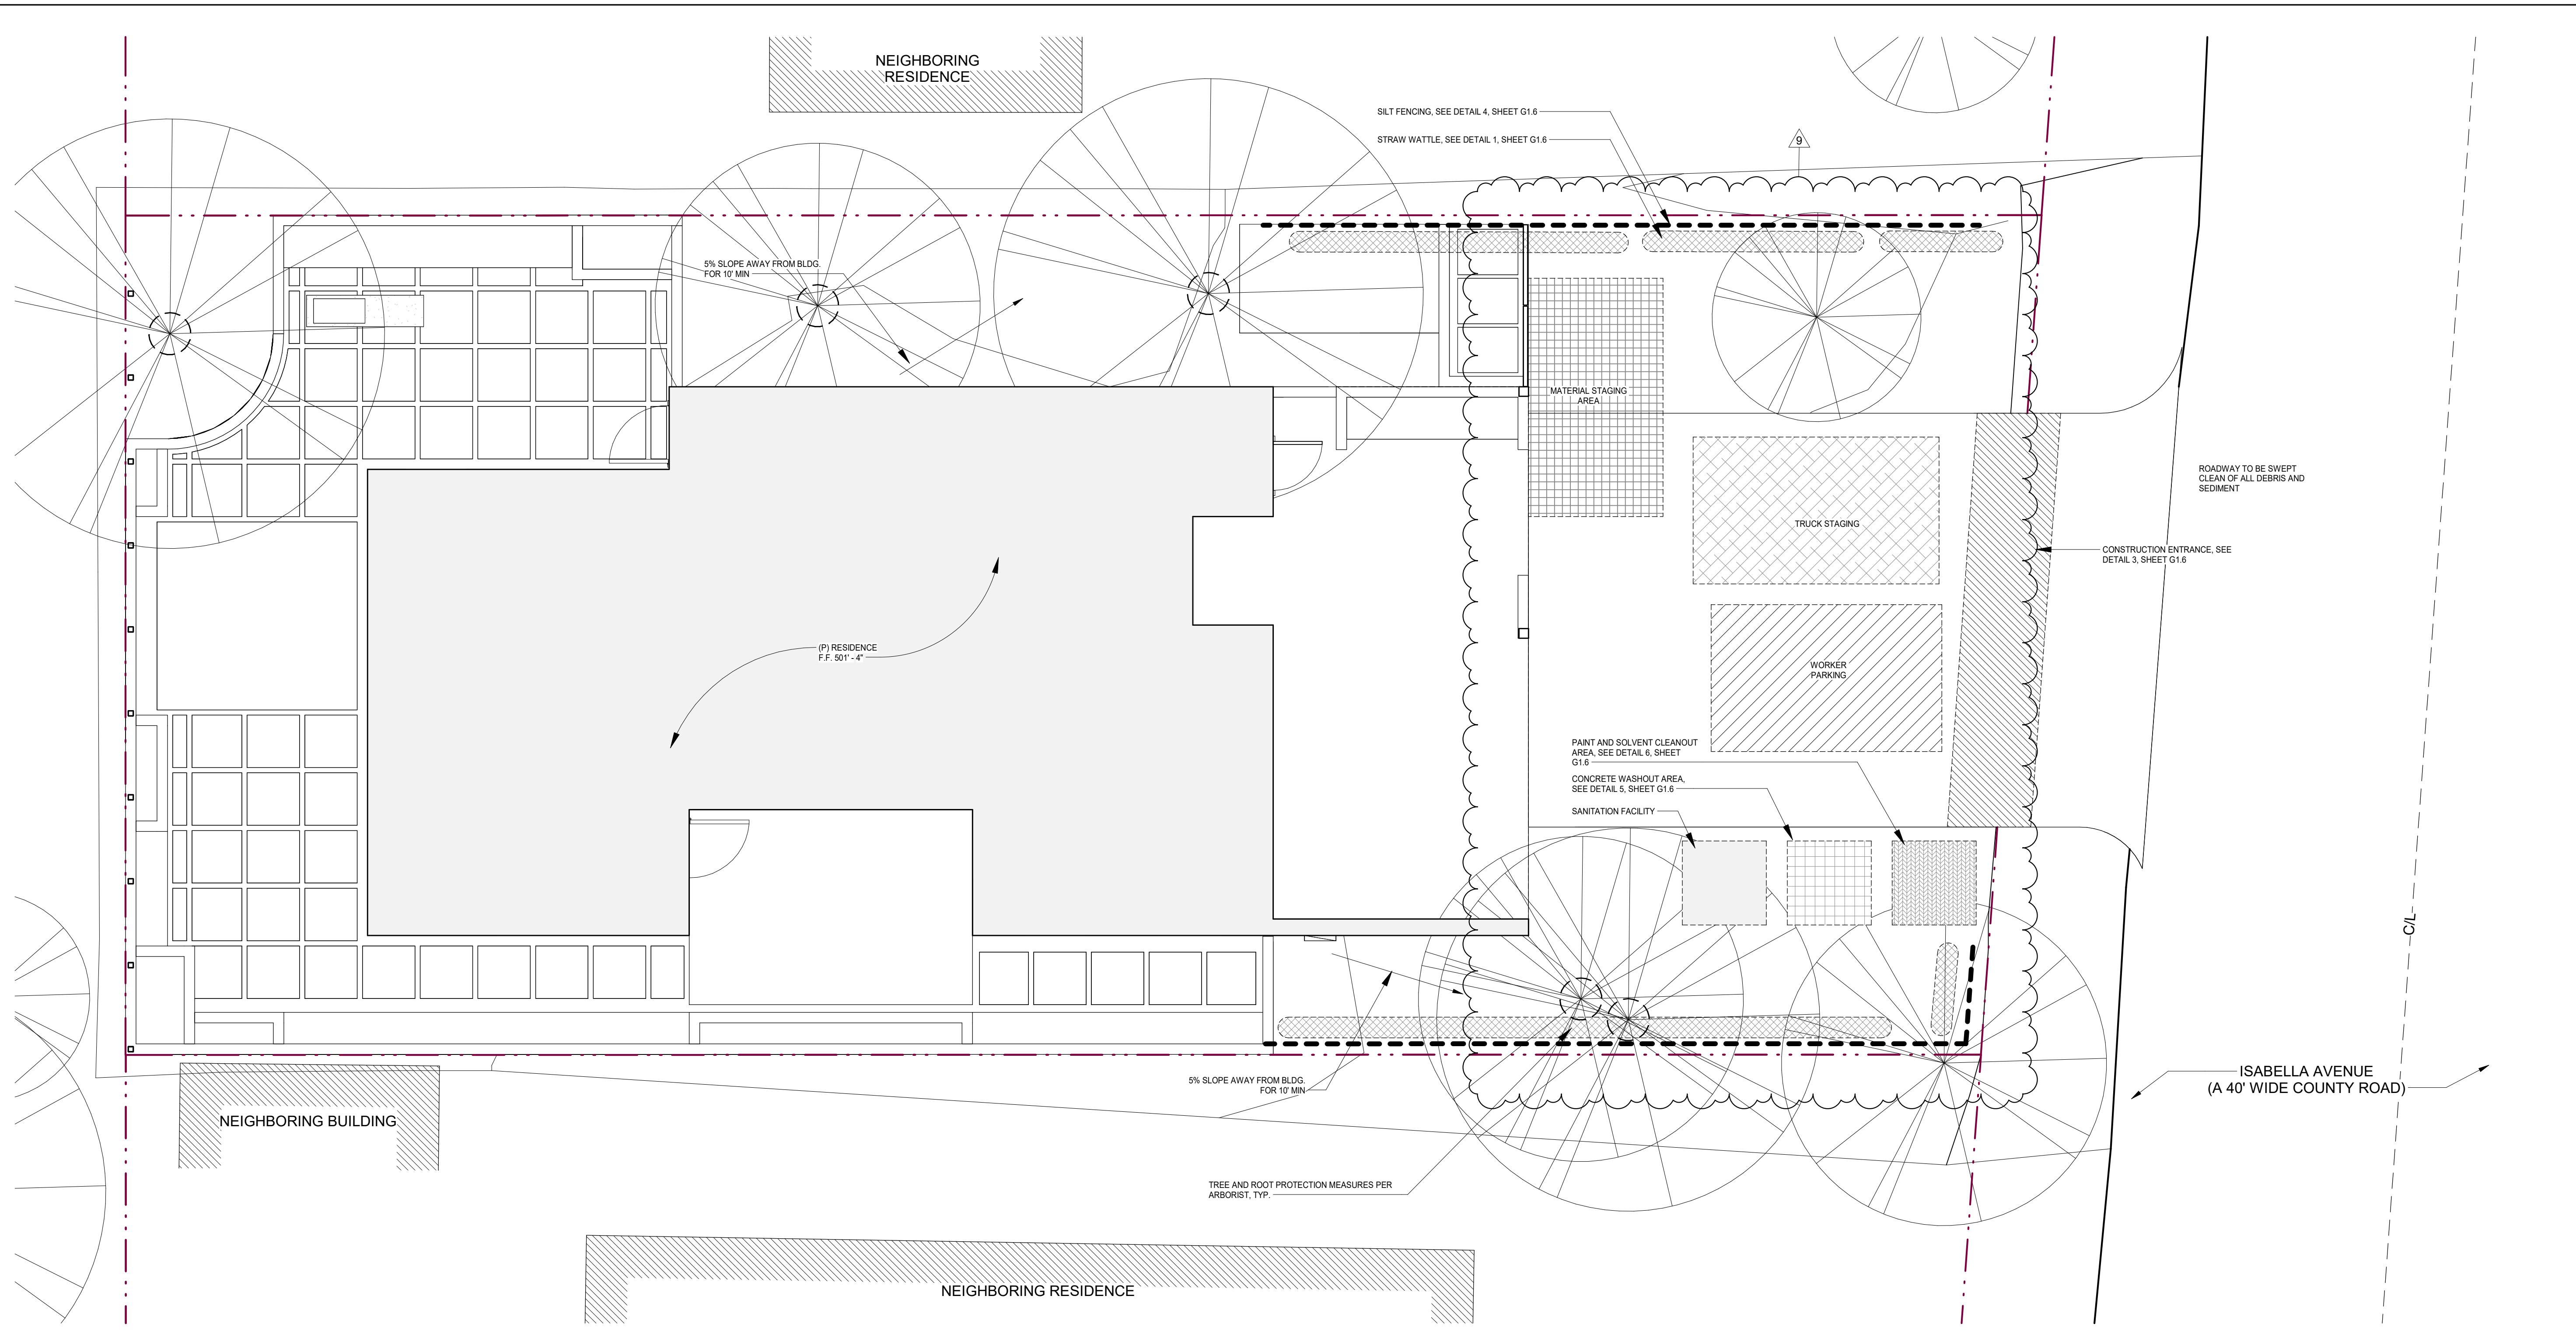 NEIGHBORING
RESIDENCE
SILT FENCING, SEE DETAIL 4, SHEET G1.6
STRAW WATTLE, SEE DETAIL 1, SHEET G1.6
9
5% SLOPE AWAY FROM BLDG.
FOR 10' MIN
MATERIAL STAGING
AREA
ROADWAY TO BE SWEPT
CLEAN OF ALL DEBRIS AND
SEDIMENT
TRUCK STAGING
CONSTRUCTION ENTRANCE, SEE
DETAIL 3, SHEET G1.6
(P) RESIDENCE
F.F. 501' - 4"
WORKER
PARKING
PAINT AND SOLVENT CLEANOUT
AREA, SEE DETAIL 6, SHEET
G1.6
CONCRETE WASHOUT AREA,
SEE DETAIL 5, SHEET G1.6
SANITATION FACILITY
C/L
5% SLOPE AWAY FROM BLDG.
FOR 10' MIN
ISABELLA AVENUE
(A 40' WIDE COUNTY ROAD)
NEIGHBORING BUILDING
TREE AND ROOT PROTECTION MEASURES PER
ARBORIST, TYP.
NEIGHBORING RESIDENCE